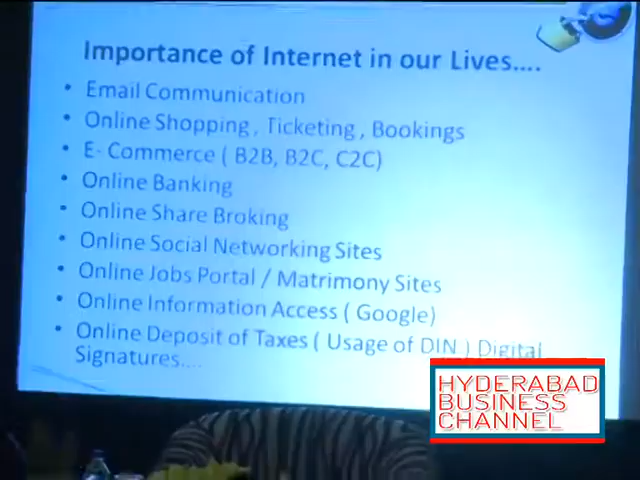 Importance of Internet in our Lives....
• Email Communication
• Online Shopping , Ticketing , Bookings
• E- Commerce ( B2B, B2C, C2C)
• Online Banking
• Online Share Broking
• Online Social Networking Sites
• Online Jobs Portal / Matrimony Sites
• Online Information Access ( Google)
• Online Deposit of Taxes ( Usage of DIN ) Digital
Signatures....
HYDERABAD
BUSINESS
CHANNEL